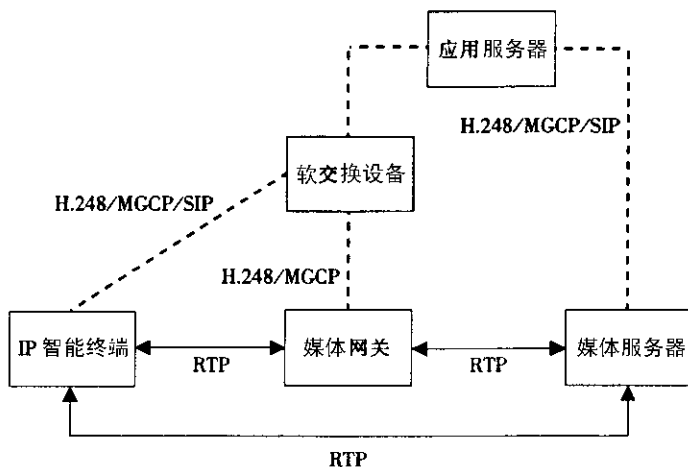 应用服务器
H.248/MGCP/SIP
软交换设备
H.248/MGCP/SIP
H.248/MGCP
IP 智能终端
媒体网关
媒体服务器
RTP
RTP
RTP